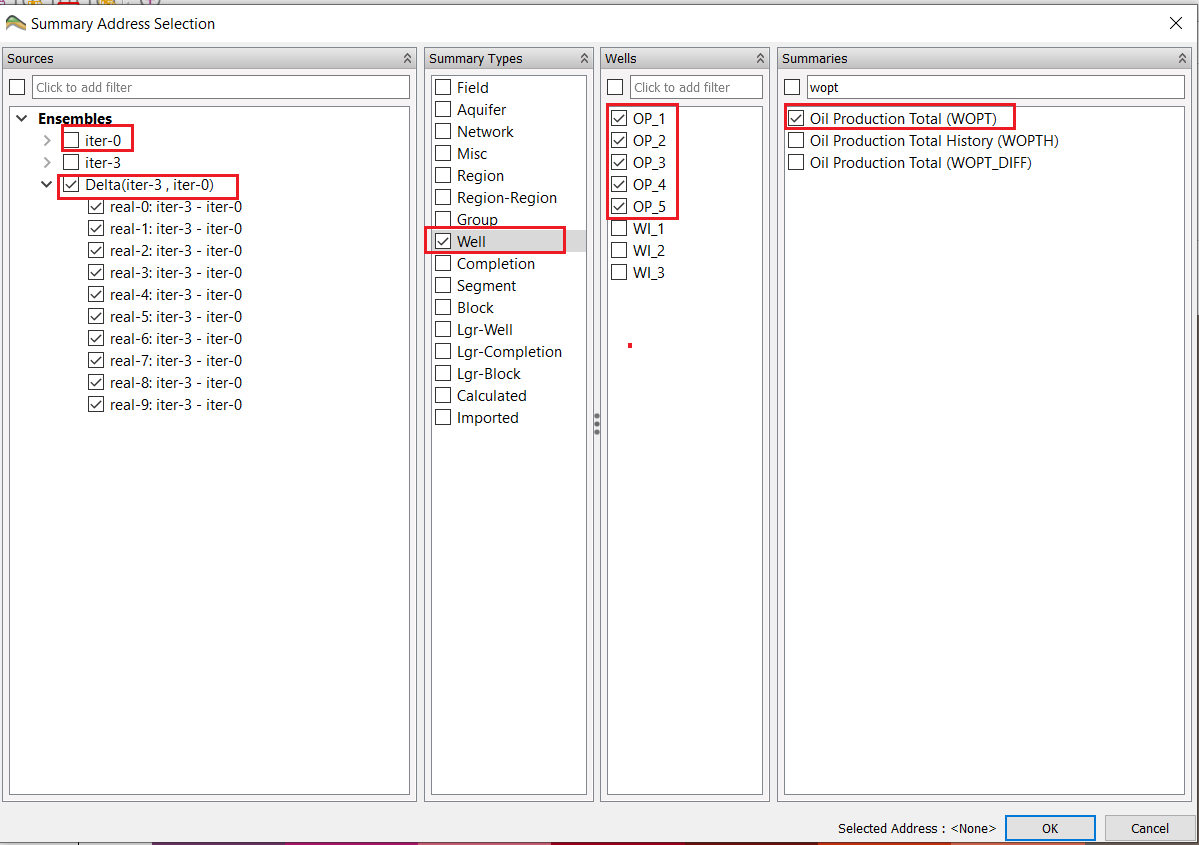 Summary Address Selection
Sources
Click to add filter
Ensembles
iter-0
iter-3
Delta(iter-3 , iter-0)
real-0: iter-3 - iter-0
real-1: iter-3 - iter-0
real-2: iter-3 - iter-0
real-3: iter-3 - iter-0
real-4: iter-3 - iter-0
real-5: iter-3 - iter-0
real-6: iter-3 - iter-0
real-7: iter-3 - iter-0
real-8: iter-3 - iter-0
real-9: iter-3 - iter-0
Summary Types
Field
Aquifer
Network
Misc
Region
Region-Region
Group
Well
Completion
Segment
Block
Lgr-Well
Lgr-Completion
Lgr-Block
Calculated
Imported
Wells
Click to add filter
OP_1
OP_2
OP_3
OP_4
OP_5
WI_1
WI_2
WI_3
Summaries
wopt
Oil Production Total (WOPT)
Oil Production Total History (WOPTH)
Oil Production Total (WOPT_DIFF)
Selected Address : <None>
OK
Cancel